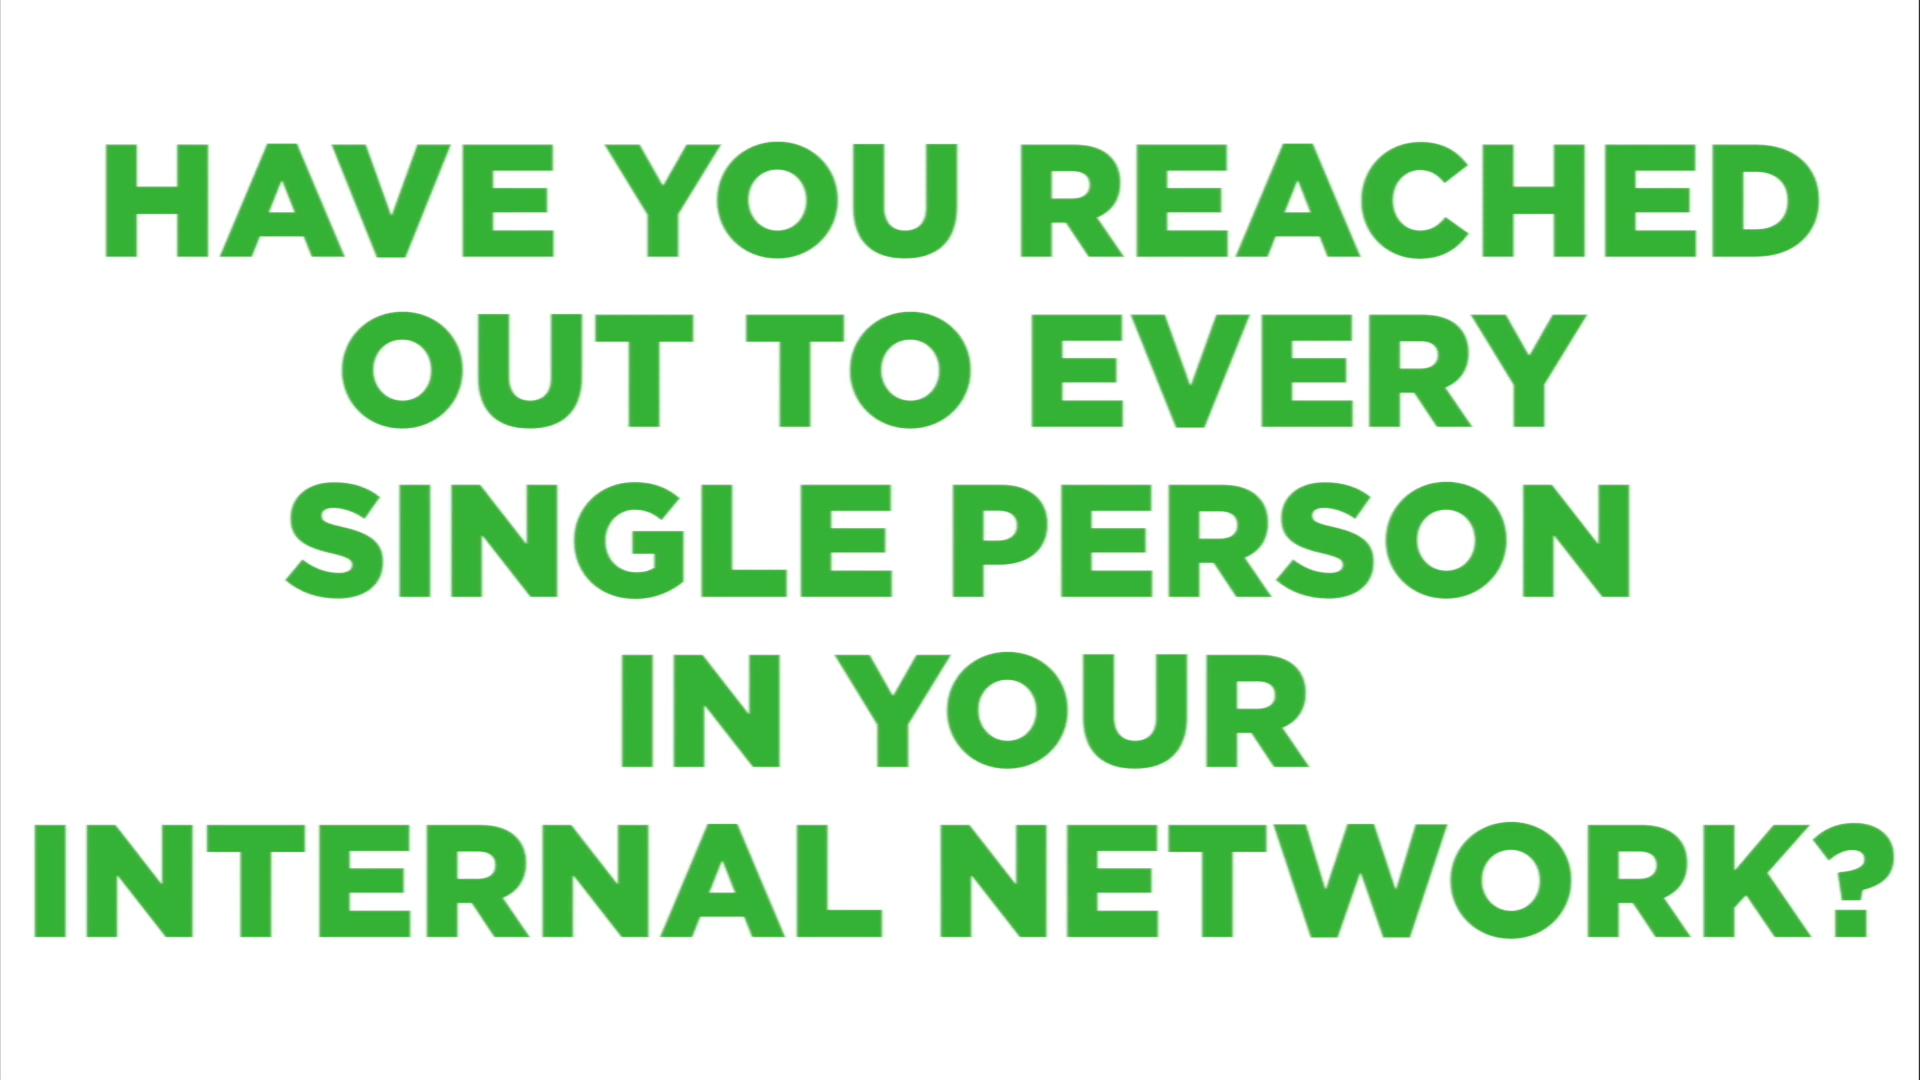 HAVE YOU REACHED
OUT TO EVERY
SINGLE PERSON
IN YOUR
INTERNAL NETWORK?